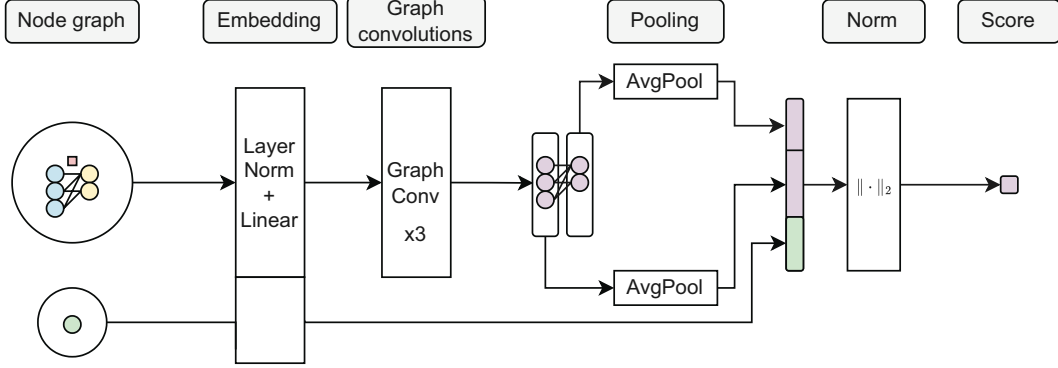 Node graph
Embedding
Graph
convolutions
Pooling
Norm
Score
AvgPool
Layer
Norm
+
Linear
Graph
Conv
x3
‖ · ‖₂
AvgPool